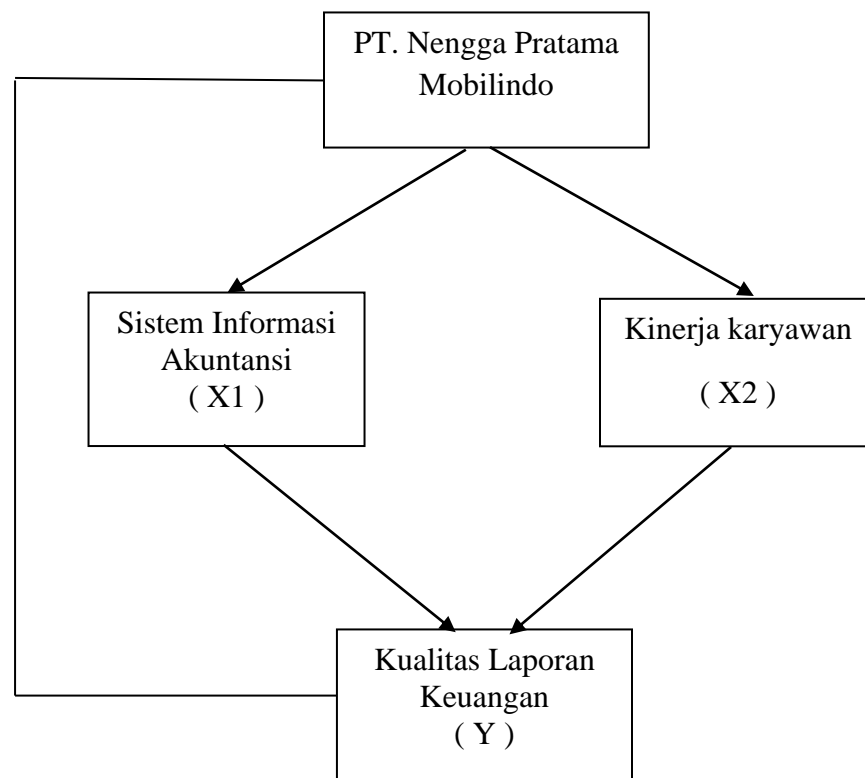 PT. Nengga Pratama
Mobilindo
Sistem Informasi
Akuntansi
( X1 )
Kinerja karyawan
( X2 )
Kualitas Laporan
Keuangan
( Y )